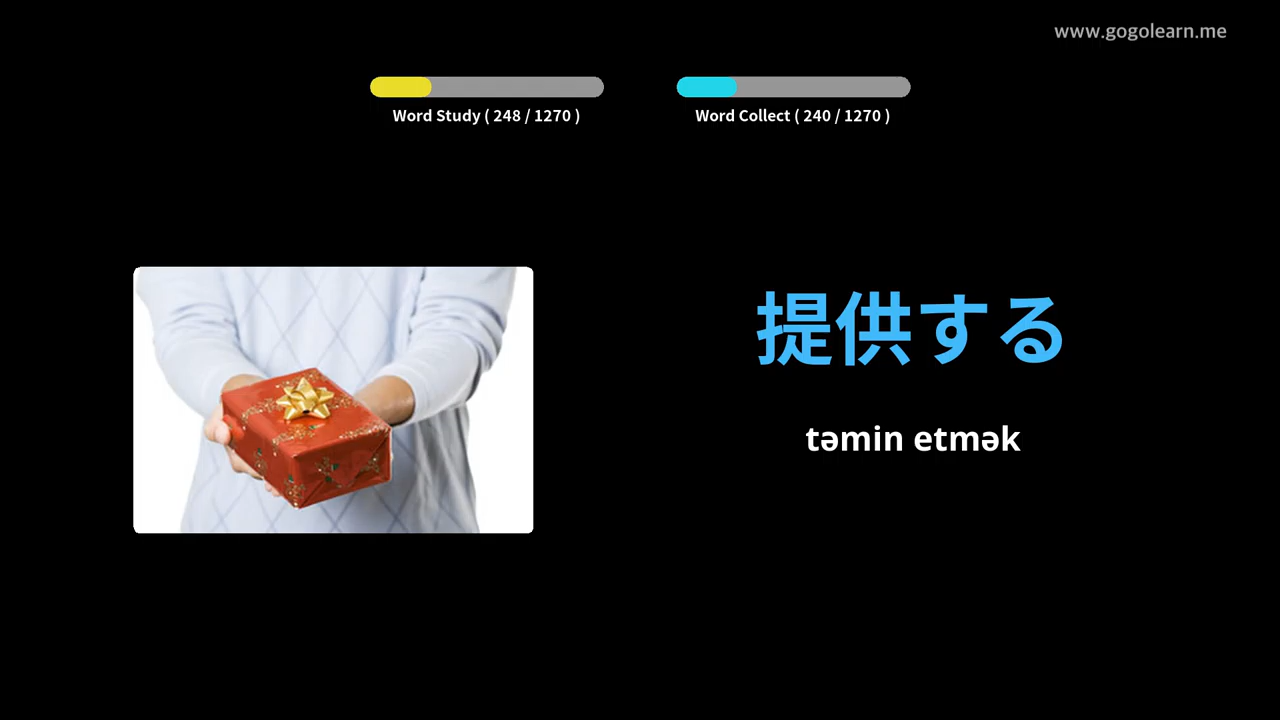 www.gogolearn.me
Word Study ( 248 / 1270 )
Word Collect ( 240 / 1270 )
提供する
təmin etmək